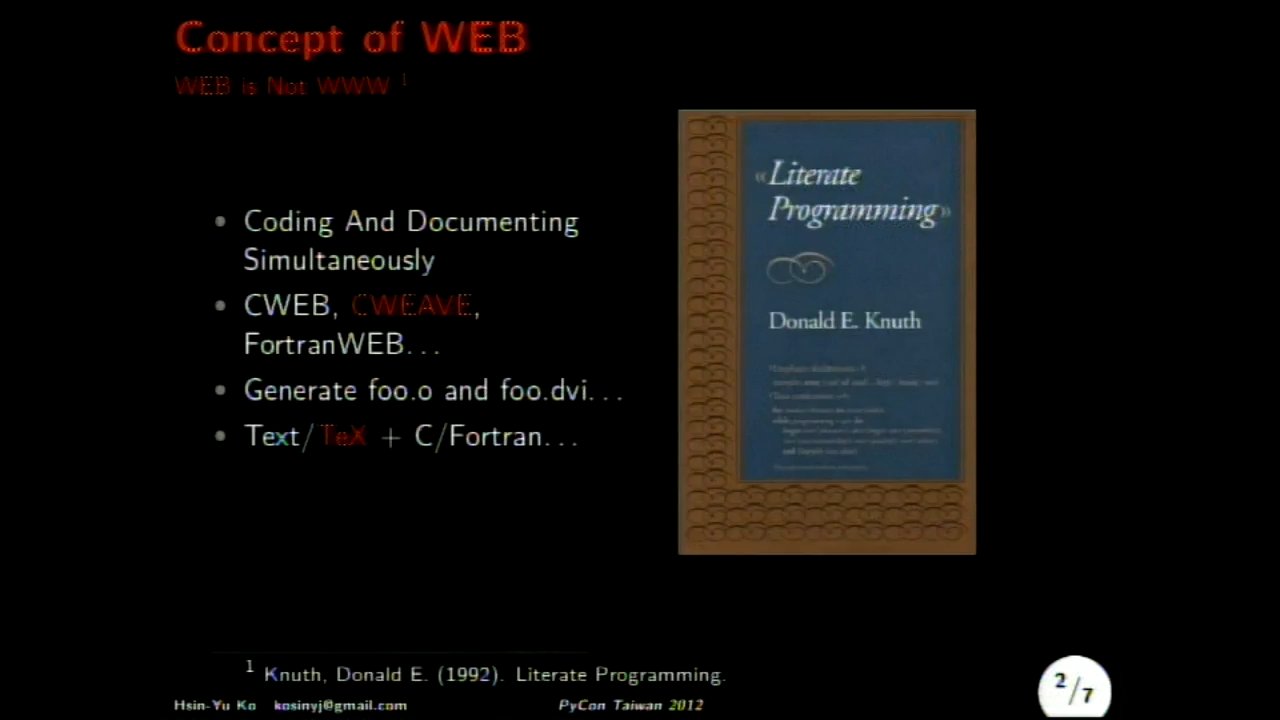 Concept of WEB
WEB is Not WWW 1
• Coding And Documenting
Simultaneously
• CWEB, CWEAVE,
FortranWEB...
• Generate foo.o and foo.dvi...
• Text/TeX + C/Fortran...
«Literate
Programming»
Donald E. Knuth
1 Knuth, Donald E. (1992). Literate Programming.
Hsin-Yu Ko kosinyj@gmail.com
PyCon Taiwan 2012
2/7